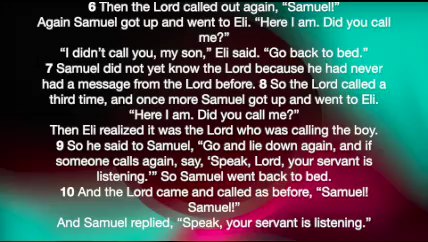 6 Then the Lord called out again, “Samuel!”
Again Samuel got up and went to Eli. “Here I am. Did you call
me?”
“I didn’t call you, my son,” Eli said. “Go back to bed.”
7 Samuel did not yet know the Lord because he had never
had a message from the Lord before. 8 So the Lord called a
third time, and once more Samuel got up and went to Eli.
“Here I am. Did you call me?”
Then Eli realized it was the Lord who was calling the boy.
9 So he said to Samuel, “Go and lie down again, and if
someone calls again, say, ‘Speak, Lord, your servant is
listening.’” So Samuel went back to bed.
10 And the Lord came and called as before, “Samuel!
Samuel!”
And Samuel replied, “Speak, your servant is listening.”